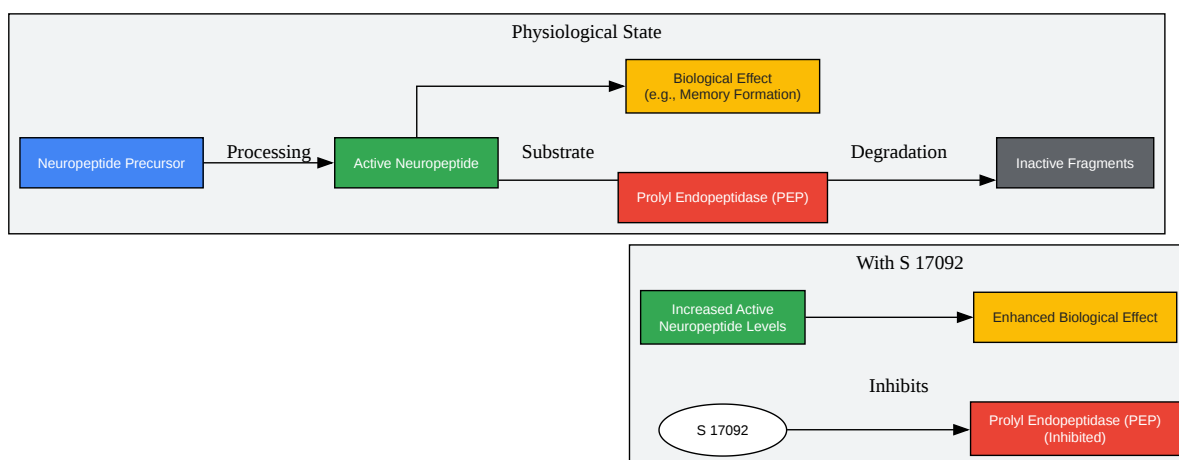 Physiological State
Biological Effect
(e.g., Memory Formation)
Neuropeptide Precursor
Processing
Active Neuropeptide
Substrate
Prolyl Endopeptidase (PEP)
Degradation
Inactive Fragments
With S 17092
Increased Active
Neuropeptide Levels
Enhanced Biological Effect
Inhibits
S 17092
Prolyl Endopeptidase (PEP)
(Inhibited)